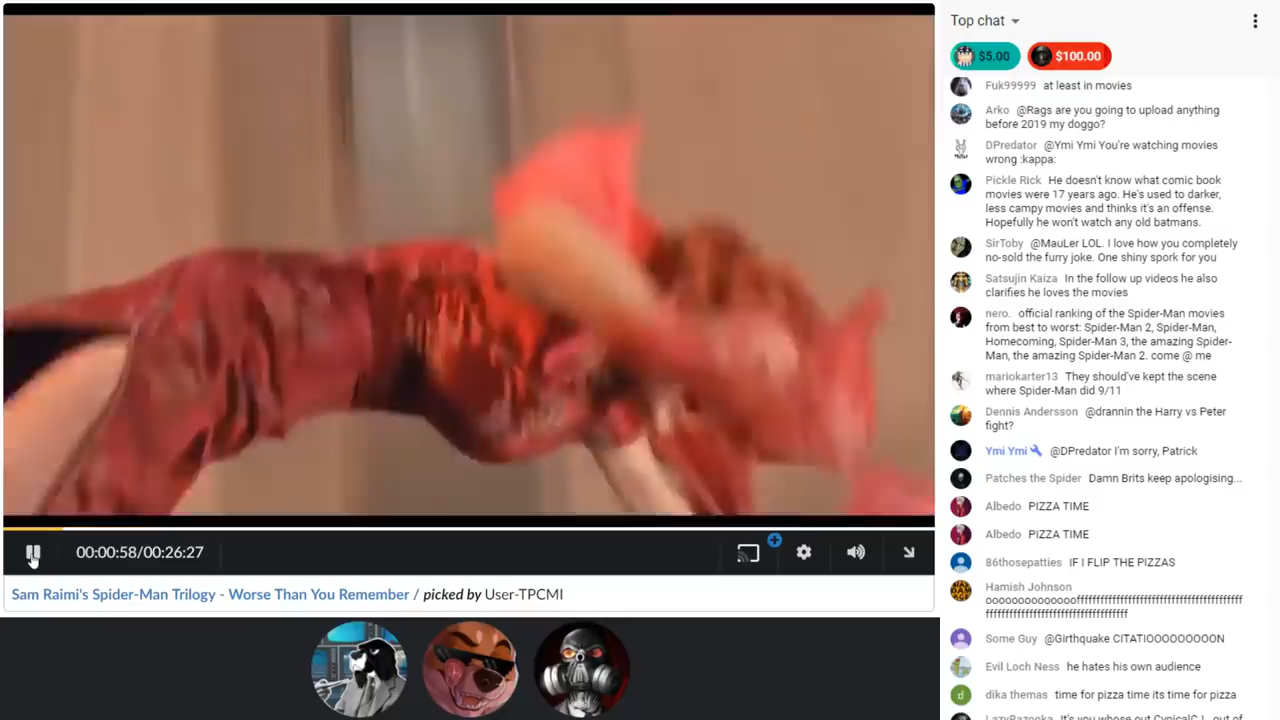 Top chat
$5.00
$100.00
Fuk99999 at least in movies
Arko @Rags are you going to upload anything
before 2019 my doggo?
DPredator @Ymi Ymi You're watching movies
wrong :kappa:
Pickle Rick He doesn't know what comic book
movies were 17 years ago. He's used to darker,
less campy movies and thinks it's an offense.
Hopefully he won't watch any old batmans.
SirToby @MauLer LOL. I love how you completely
no-sold the furry joke. One shiny spork for you
Satsujin Kaiza In the follow up videos he also
clarifies he loves the movies
nero. official ranking of the Spider-Man movies
from best to worst: Spider-Man 2, Spider-Man,
Homecoming, Spider-Man 3, the amazing Spider-
Man, the amazing Spider-Man 2. come @ me
mariokarter13 They should've kept the scene
where Spider-Man did 9/11
Dennis Andersson @drannin the Harry vs Peter
fight?
Ymi Ymi @DPredator I'm sorry, Patrick
Patches the Spider Damn Brits keep apologising...
Albedo PIZZA TIME
Albedo PIZZA TIME
86thosepatties IF I FLIP THE PIZZAS
Hamish Johnson
Some Guy @Girthquake CITATIOOOOOOOOON
Evil Loch Ness he hates his own audience
dika themas time for pizza time its time for pizza
00:00:58/00:26:27
Sam Raimi's Spider-Man Trilogy - Worse Than You Remember / picked by User-TPCMI